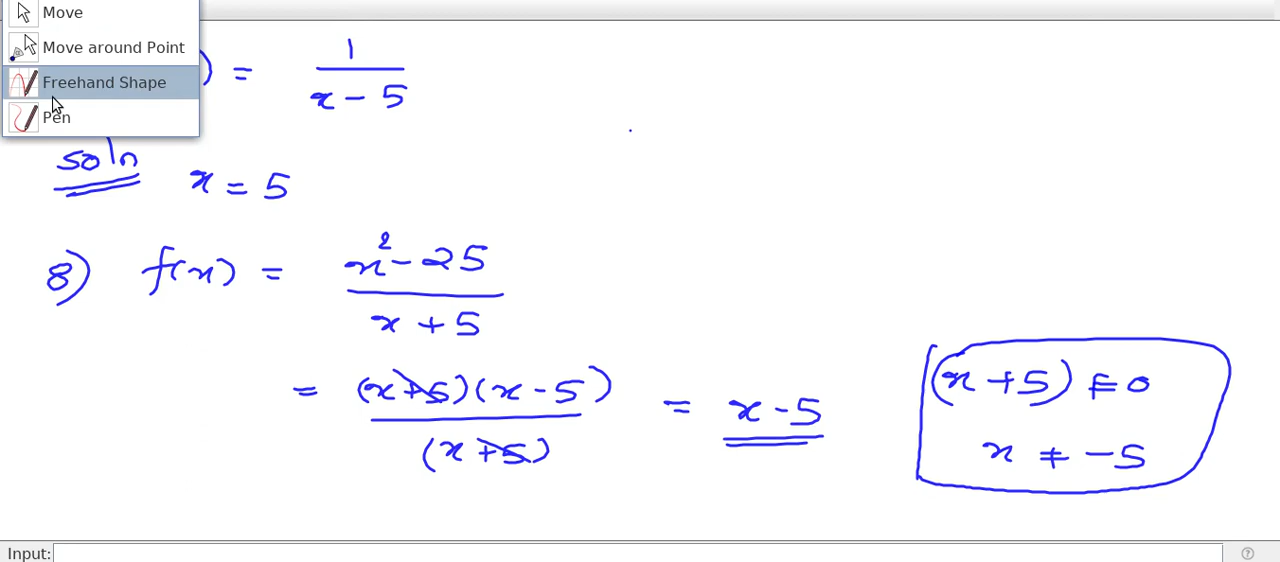 Move
Move around Point
Freehand Shape
Pen
) = 1 / (x - 5)
soln x = 5
8) f(x) = x² - 25 / x + 5
= (x+5)(x-5) / (x+5) = x-5
(x+5) ≠ 0
x ≠ -5
Input: